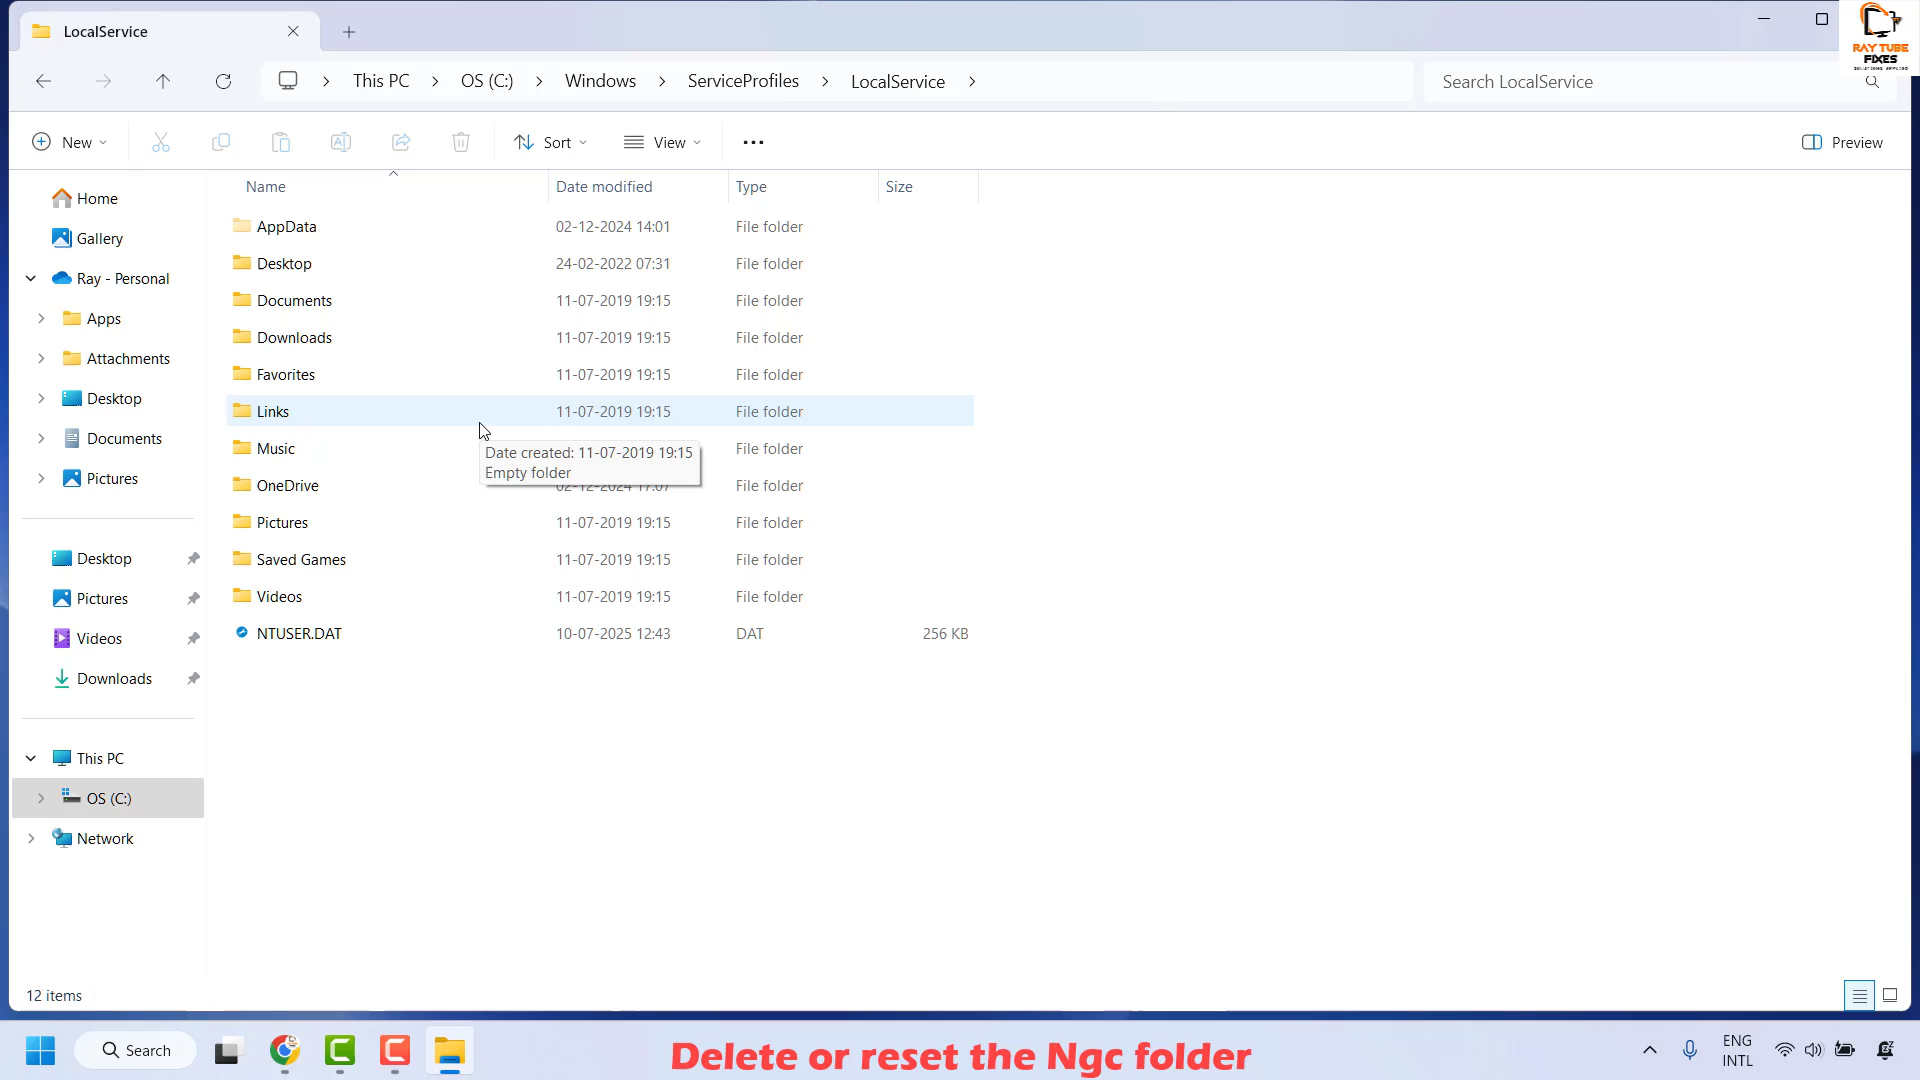 LocalService
RAY TUBE
FIXES
This PC
OS (C:)
Windows
ServiceProfiles
LocalService
Search LocalService
New
Sort
View
Preview
Name Date modified Type Size
AppData 02-12-2024 14:01 File folder
Desktop 24-02-2022 07:31 File folder
Documents 11-07-2019 19:15 File folder
Downloads 11-07-2019 19:15 File folder
Favorites 11-07-2019 19:15 File folder
Links 11-07-2019 19:15 File folder
Music File folder
Date created: 11-07-2019 19:15
Empty folder
OneDrive 02-12-2024 17:07 File folder
Pictures 11-07-2019 19:15 File folder
Saved Games 11-07-2019 19:15 File folder
Videos 11-07-2019 19:15 File folder
NTUSER.DAT 10-07-2025 12:43 DAT 256 KB
Home
Gallery
Ray - Personal
Apps
Attachments
Desktop
Documents
Pictures
Desktop
Pictures
Videos
Downloads
This PC
OS (C:)
Network
12 items
Search
Delete or reset the Ngc folder
ENG
INTL